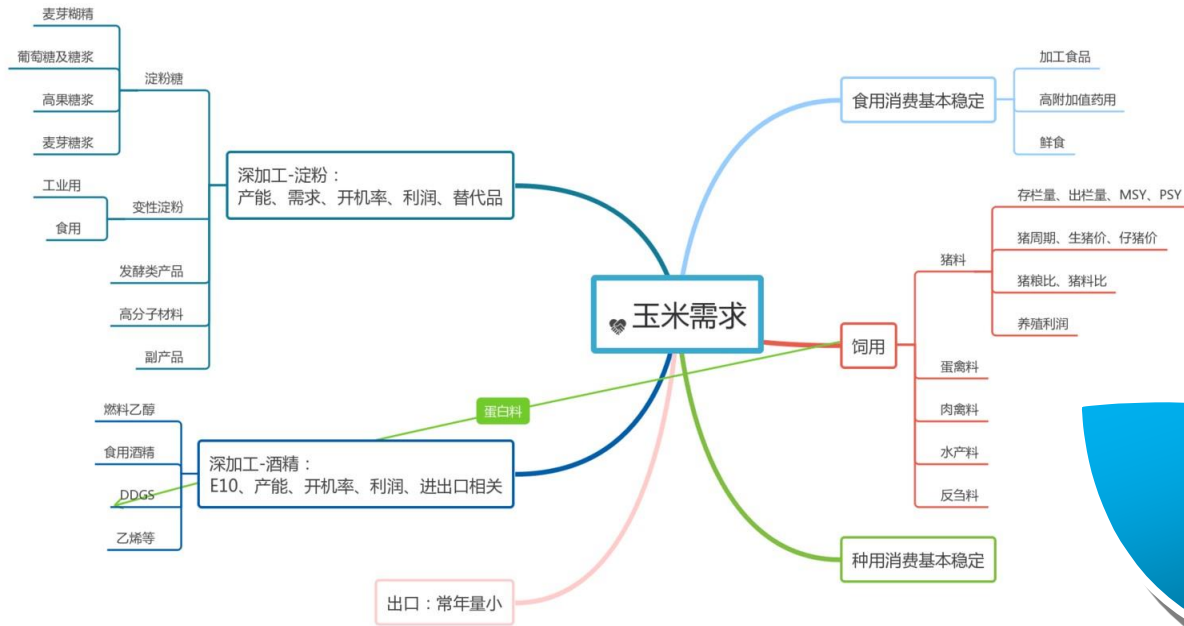 玉米需求
深加工-淀粉：
产能、需求、开机率、利润、替代品
淀粉糖
麦芽糊精
葡萄糖及糖浆
高果糖浆
麦芽糖浆
变性淀粉
工业用
食用
发酵类产品
高分子材料
副产品
深加工-酒精：
E10、产能、开机率、利润、进出口相关
燃料乙醇
食用酒精
DDGS
乙烯等
蛋白料
出口：常年量小
食用消费基本稳定
加工食品
高附加值药用
鲜食
饲用
猪料
存栏量、出栏量、MSY、PSY
猪周期、生猪价、仔猪价
猪粮比、猪料比
养殖利润
蛋禽料
肉禽料
水产料
反刍料
种用消费基本稳定